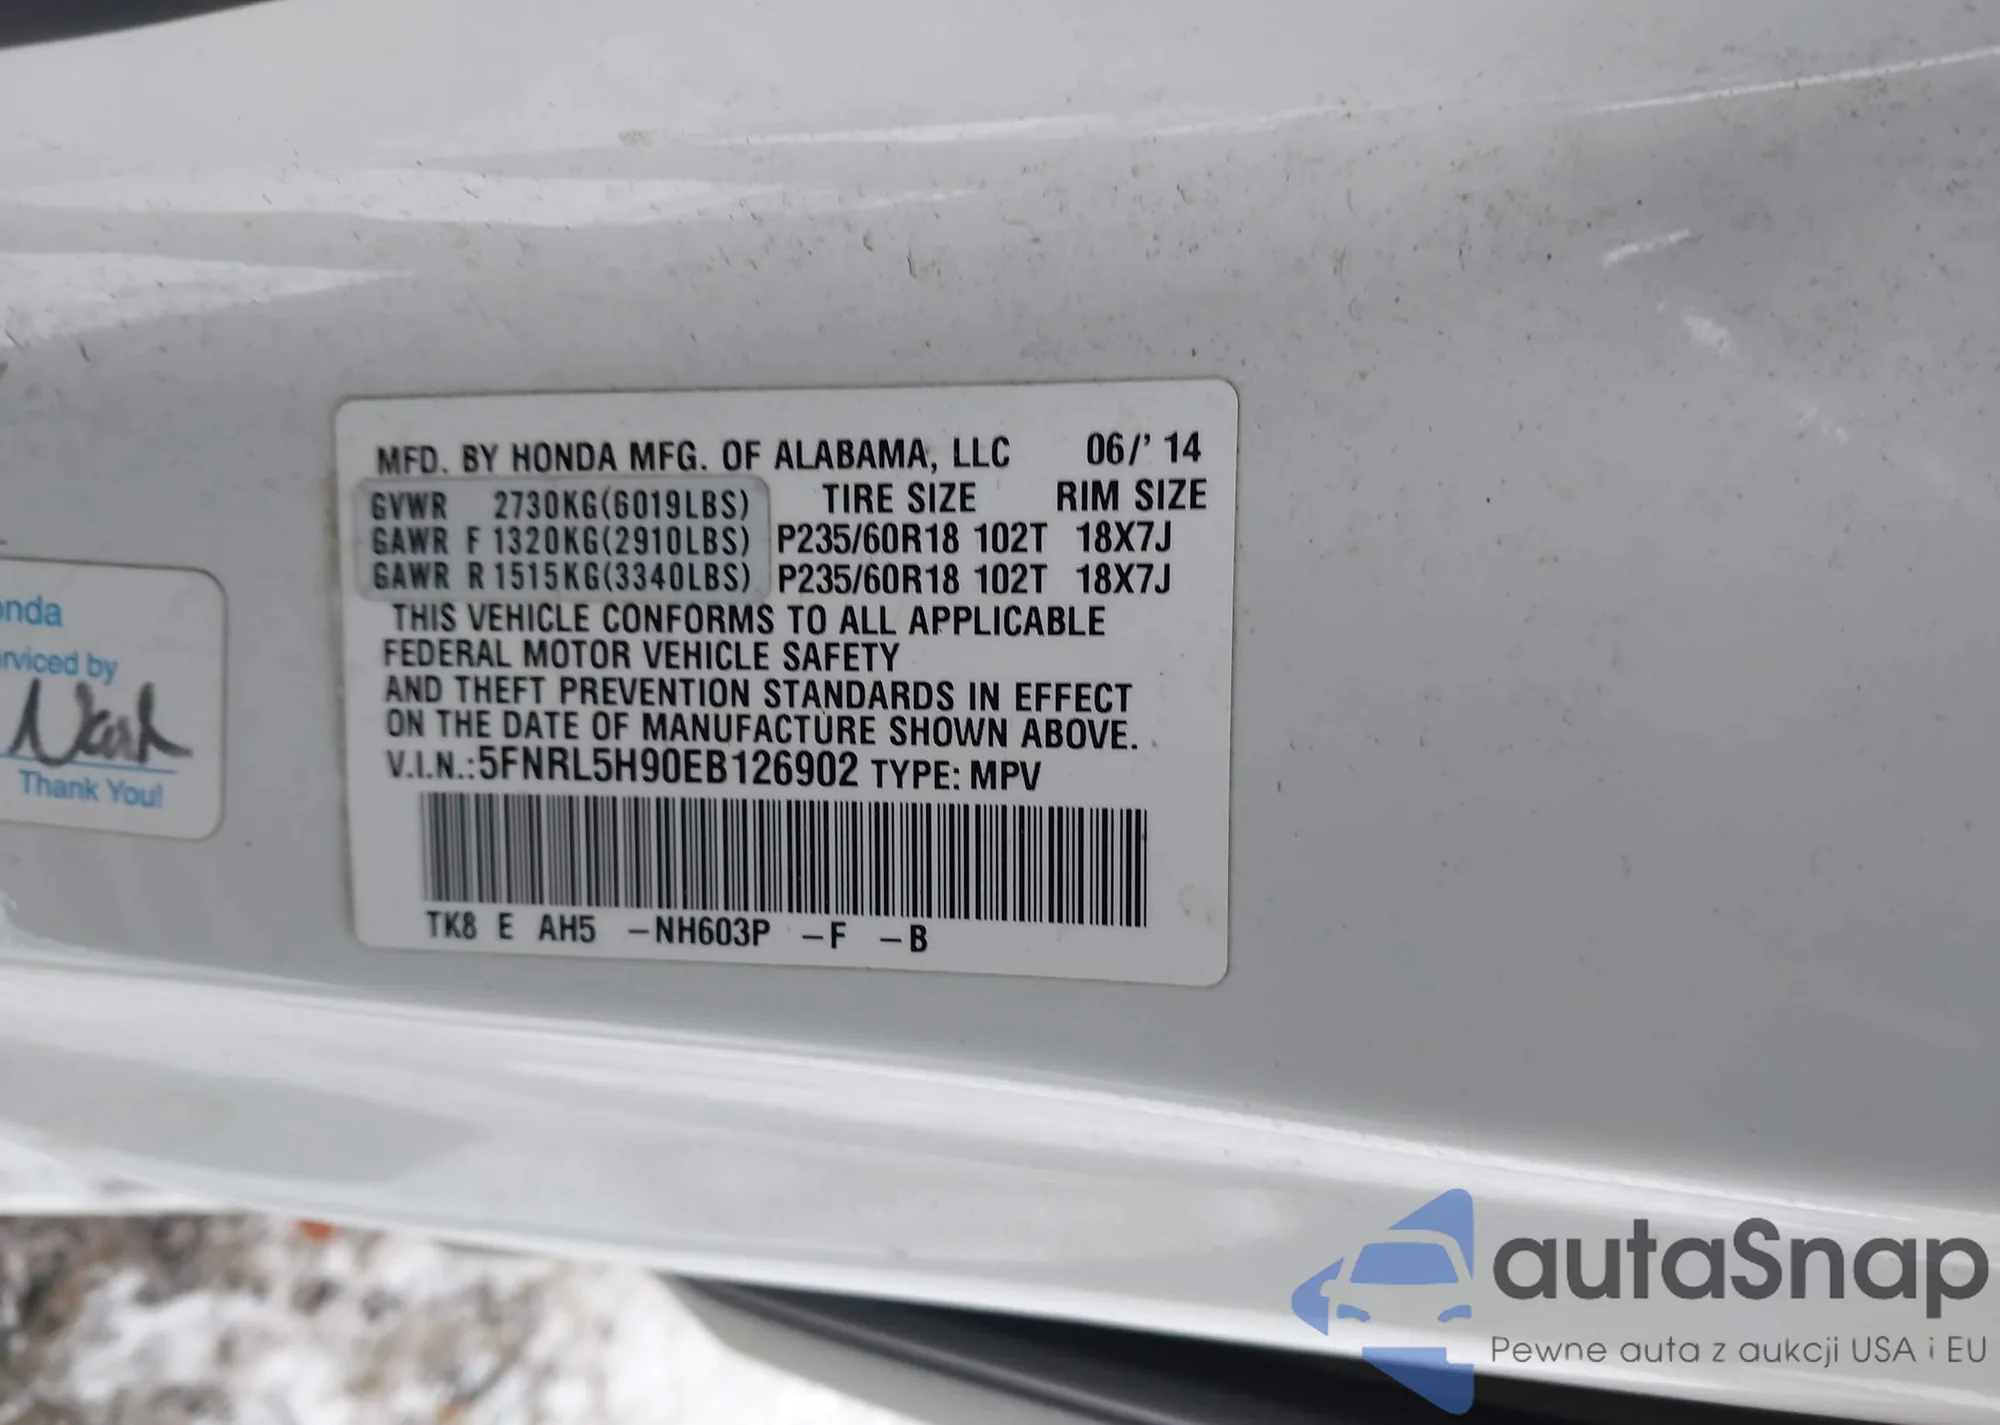 MFD. BY HONDA MFG. OF ALABAMA, LLC 06/' 14
GVWR 2730KG(6019LBS) TIRE SIZE RIM SIZE
GAWR F 1320KG(2910LBS) P235/60R18 102T 18X7J
GAWR R 1515KG(3340LBS) P235/60R18 102T 18X7J
THIS VEHICLE CONFORMS TO ALL APPLICABLE
FEDERAL MOTOR VEHICLE SAFETY
AND THEFT PREVENTION STANDARDS IN EFFECT
ON THE DATE OF MANUFACTURE SHOWN ABOVE.
V.I.N.:5FNRL5H90EB126902 TYPE: MPV
TK8 E AH5 -NH603P -F -B
onda
rviced by
Thank You!
autaSnap
Pewne auta z aukcji USA i EU